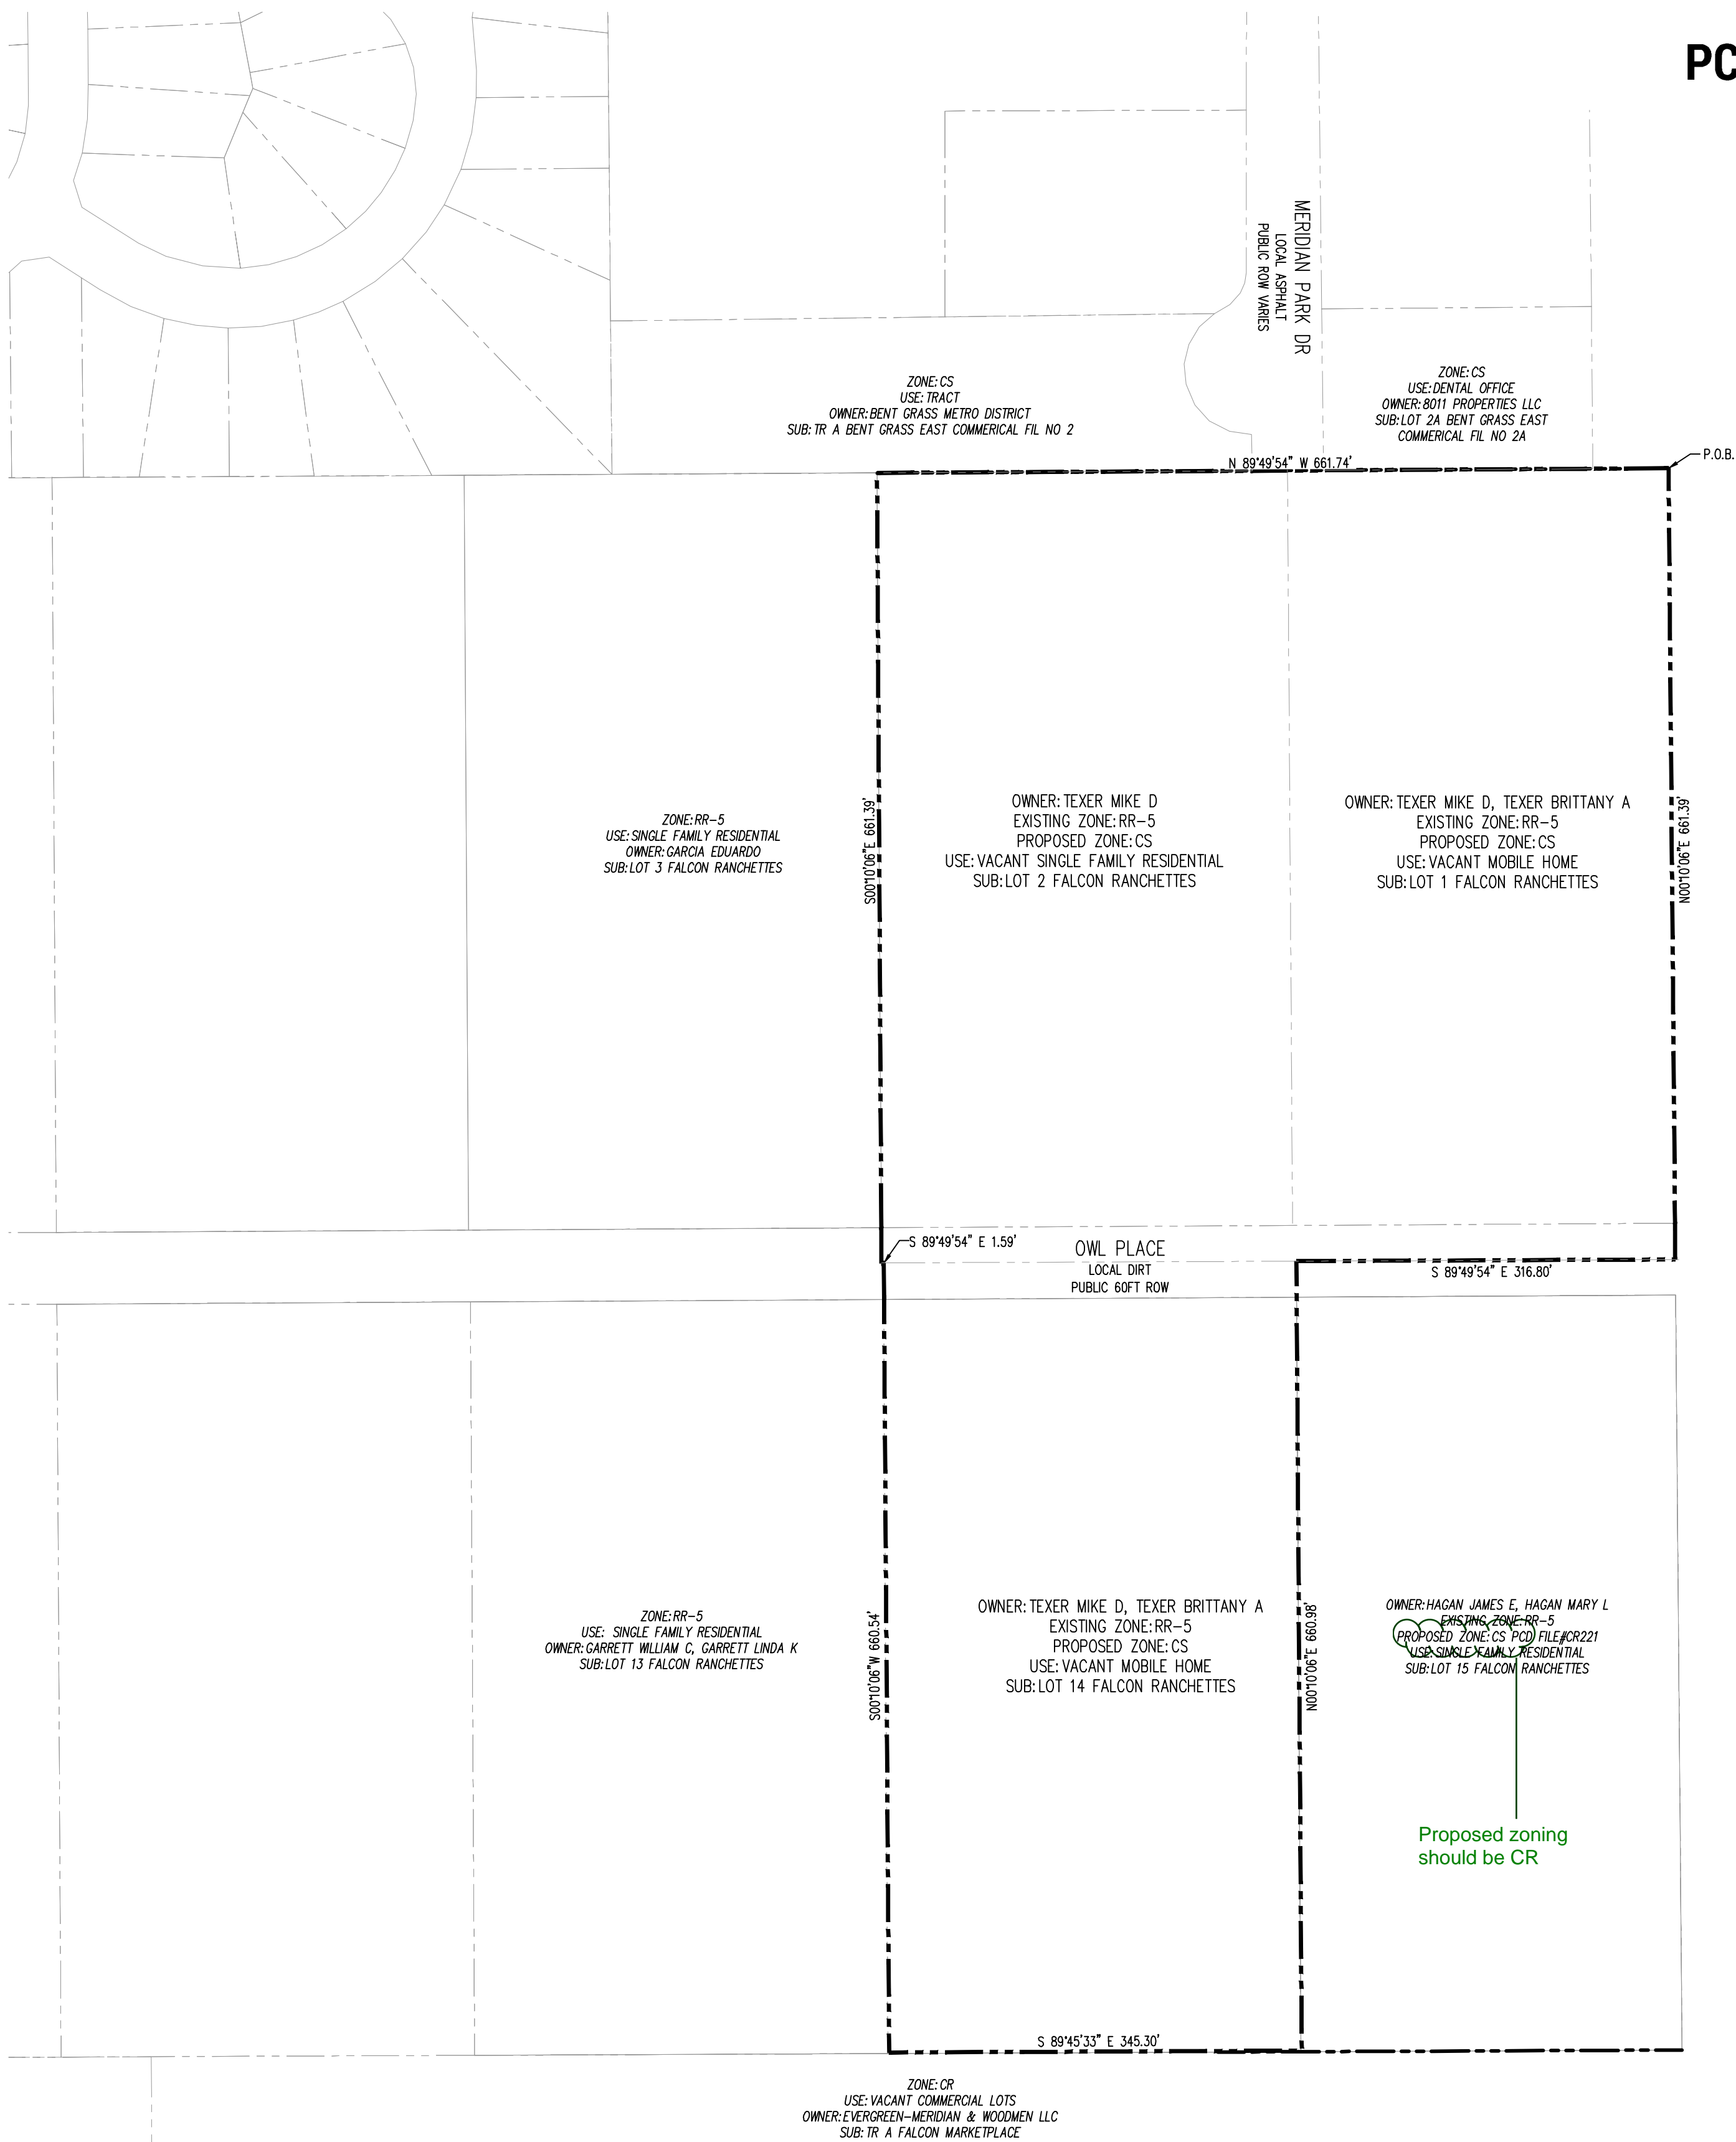 PC
MERIDIAN PARK DR
LOCAL ASPHALT
PUBLIC ROW VARIES
ZONE: CS
USE: TRACT
OWNER: BENT GRASS METRO DISTRICT
SUB: TR A BENT GRASS EAST COMMERICAL FIL NO 2
ZONE: CS
USE: DENTAL OFFICE
OWNER: 8011 PROPERTIES LLC
SUB: LOT 2A BENT GRASS EAST
COMMERICAL FIL NO 2A
N 89°49'54" W 661.74'
P.O.B.
ZONE: RR-5
USE: SINGLE FAMILY RESIDENTIAL
OWNER: GARCIA EDUARDO
SUB: LOT 3 FALCON RANCHETTES
S00°10'06"E 661.39'
OWNER: TEXER MIKE D
EXISTING ZONE: RR-5
PROPOSED ZONE: CS
USE: VACANT SINGLE FAMILY RESIDENTIAL
SUB: LOT 2 FALCON RANCHETTES
OWNER: TEXER MIKE D, TEXER BRITTANY A
EXISTING ZONE: RR-5
PROPOSED ZONE: CS
USE: VACANT MOBILE HOME
SUB: LOT 1 FALCON RANCHETTES
N00°10'06"E 661.39'
S 89°49'54" E 1.59'
OWL PLACE
LOCAL DIRT
PUBLIC 60FT ROW
S 89°49'54" E 316.80'
ZONE: RR-5
USE: SINGLE FAMILY RESIDENTIAL
OWNER: GARRETT WILLIAM C, GARRETT LINDA K
SUB: LOT 13 FALCON RANCHETTES
S00°10'06"W 660.54'
OWNER: TEXER MIKE D, TEXER BRITTANY A
EXISTING ZONE: RR-5
PROPOSED ZONE: CS
USE: VACANT MOBILE HOME
SUB: LOT 14 FALCON RANCHETTES
N00°10'06"E 660.98'
OWNER: HAGAN JAMES E, HAGAN MARY L
EXISTING ZONE: RR-5
PROPOSED ZONE: CS PCD FILE#CR221
USE: SINGLE FAMILY RESIDENTIAL
SUB: LOT 15 FALCON RANCHETTES
Proposed zoning
should be CR
S 89°45'33" E 345.30'
ZONE: CR
USE: VACANT COMMERCIAL LOTS
OWNER: EVERGREEN-MERIDIAN & WOODMEN LLC
SUB: TR A FALCON MARKETPLACE